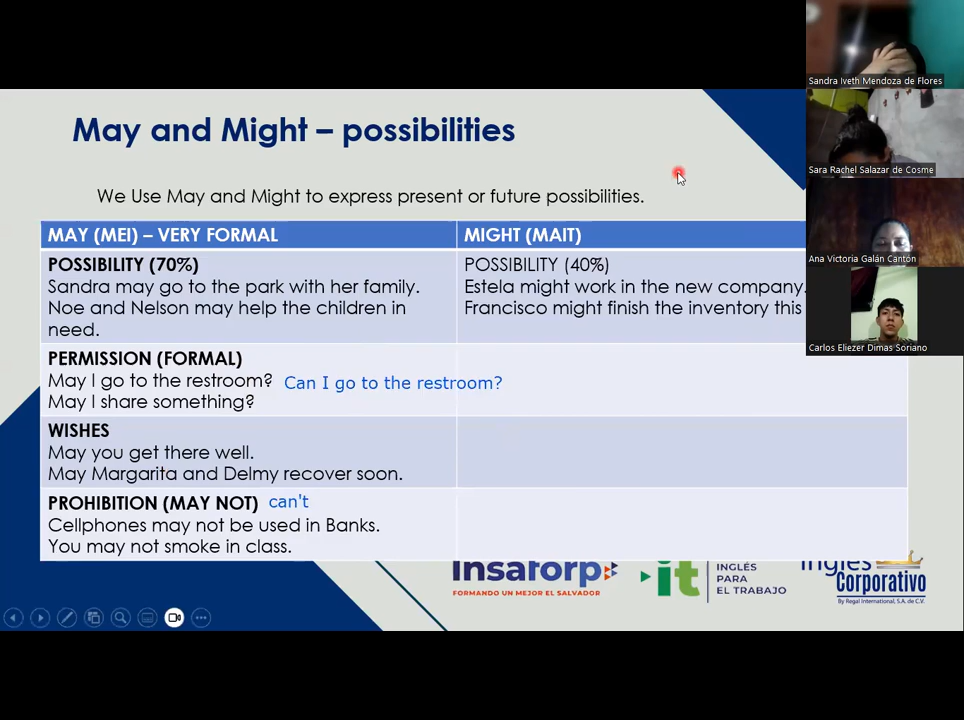 May and Might – possibilities
We Use May and Might to express present or future possibilities.
MAY (MEI) – VERY FORMAL
MIGHT (MAIT)
POSSIBILITY (70%)
Sandra may go to the park with her family.
Noe and Nelson may help the children in
need.
POSSIBILITY (40%)
Estela might work in the new company.
Francisco might finish the inventory this
PERMISSION (FORMAL)
May I go to the restroom? Can I go to the restroom?
May I share something?
WISHES
May you get there well.
May Margarita and Delmy recover soon.
PROHIBITION (MAY NOT) can't
Cellphones may not be used in Banks.
You may not smoke in class.
Insaforp
FORMANDO UN MEJOR EL SALVADOR
it
INGLÉS
PARA
EL TRABAJO
Inglés
Corporativo
By Regal International, S.A. de C.V.
Sandra Iveth Mendoza de Flores
Sara Rachel Salazar de Cosme
Ana Victoria Galán Cantón
Carlos Eliezer Dimas Soriano